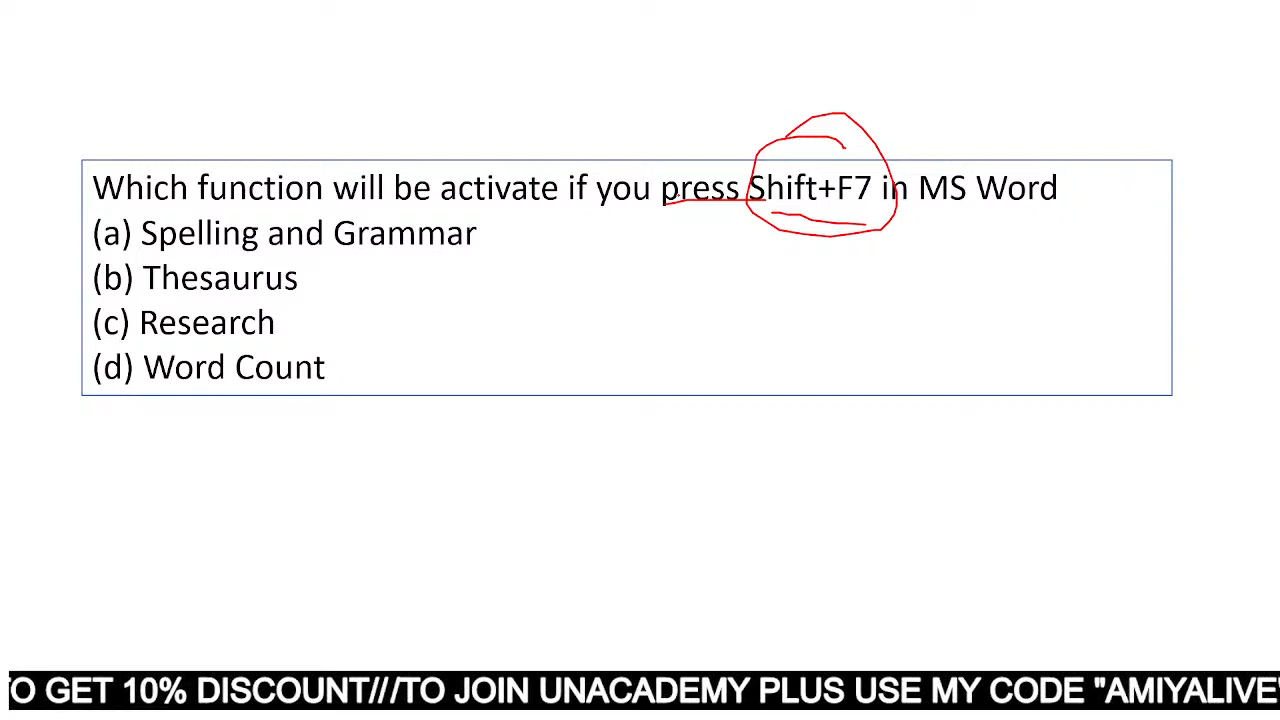 Which function will be activate if you press Shift+F7 in MS Word
(a) Spelling and Grammar
(b) Thesaurus
(c) Research
(d) Word Count
TO GET 10% DISCOUNT///TO JOIN UNACADEMY PLUS USE MY CODE "AMIYALIVE"